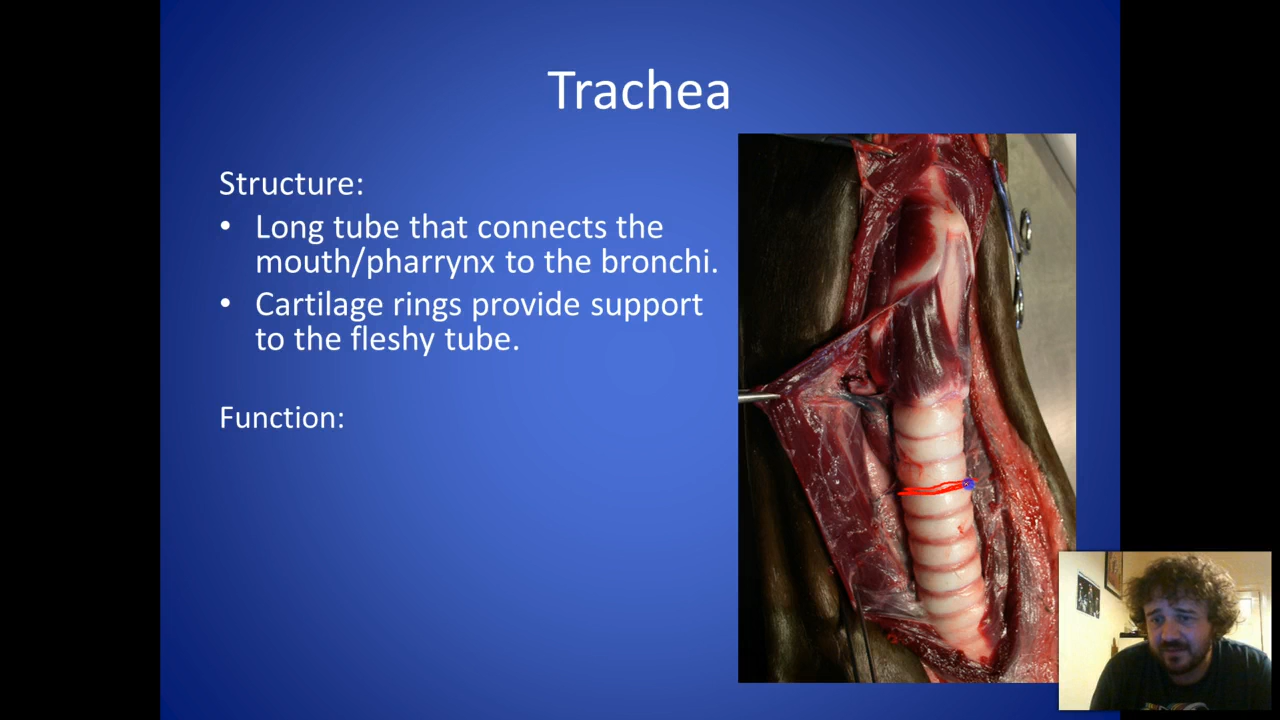 Trachea
Structure:
• Long tube that connects the
mouth/pharrynx to the bronchi.
• Cartilage rings provide support
to the fleshy tube.
Function: